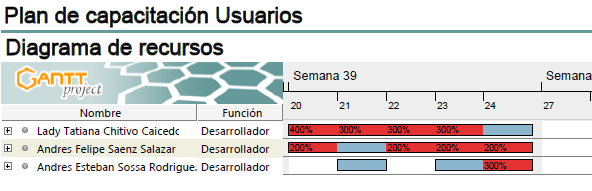 Plan de capacitación Usuarios
Diagrama de recursos
GANTT project
Semana 39 Semana
20 21 22 23 24 27
Nombre Función
Lady Tatiana Chitivo Caicedo Desarrollador 400% 300% 300% 300%
Andres Felipe Saenz Salazar Desarrollador 200% 200% 200% 200%
Andres Esteban Sossa Rodrigue. Desarrollador 300%